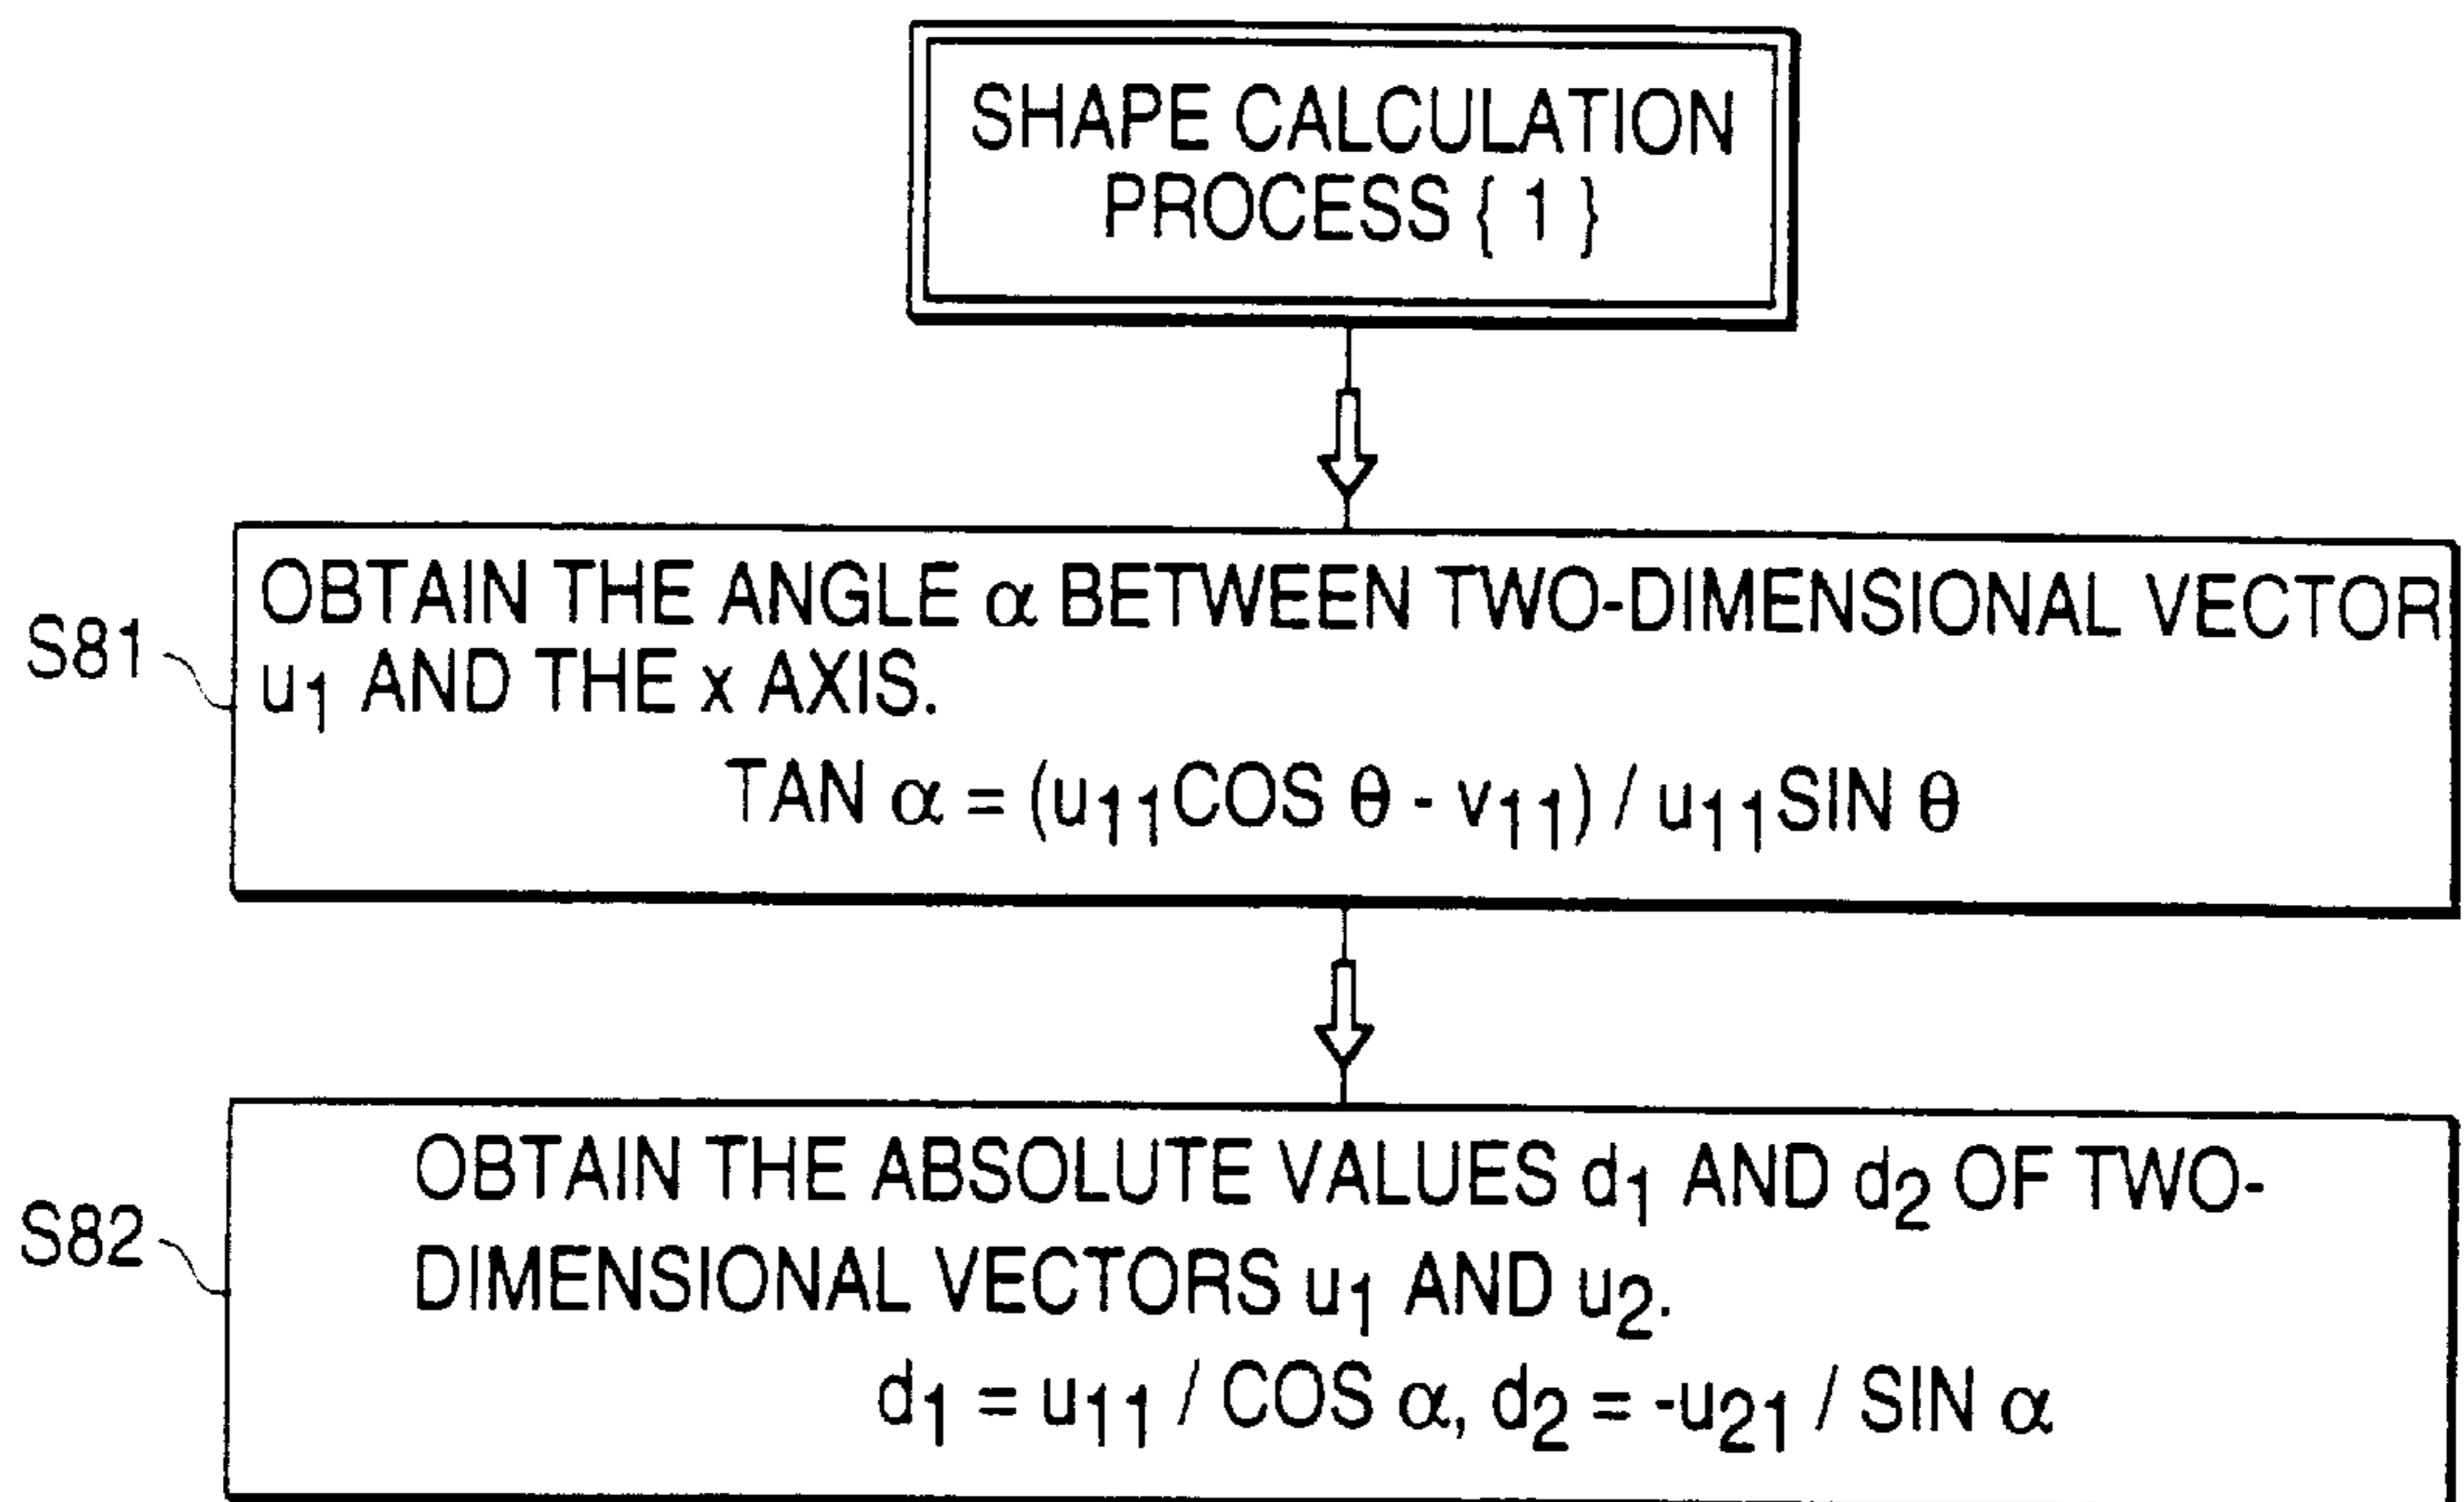 SHAPE CALCULATION
PROCESS { 1 }
S81
OBTAIN THE ANGLE α BETWEEN TWO-DIMENSIONAL VECTOR
u₁ AND THE x AXIS.
TAN α = (u₁₁COS θ - v₁₁) / u₁₁SIN θ
S82
OBTAIN THE ABSOLUTE VALUES d₁ AND d₂ OF TWO-
DIMENSIONAL VECTORS u₁ AND u₂.
d₁ = u₁₁ / COS α, d₂ = -u₂₁ / SIN α